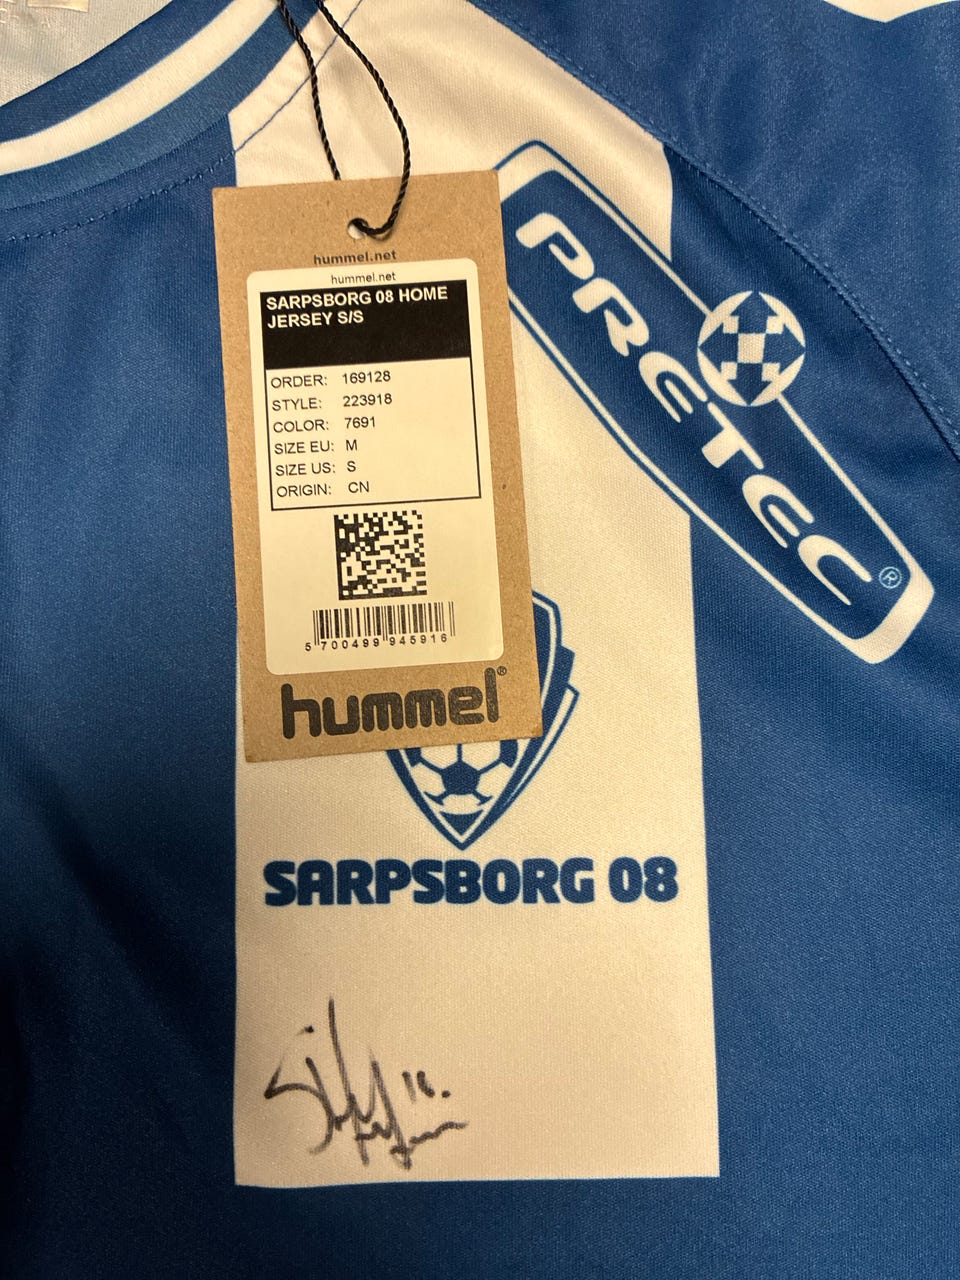 hummel.net
hummel.net
SARPSBORG 08 HOME
JERSEY S/S
ORDER: 169128
STYLE: 223918
COLOR: 7691
SIZE EU: M
SIZE US: S
ORIGIN: CN
5 700499 945916
hummel®
PRETEC®
SARPSBORG 08